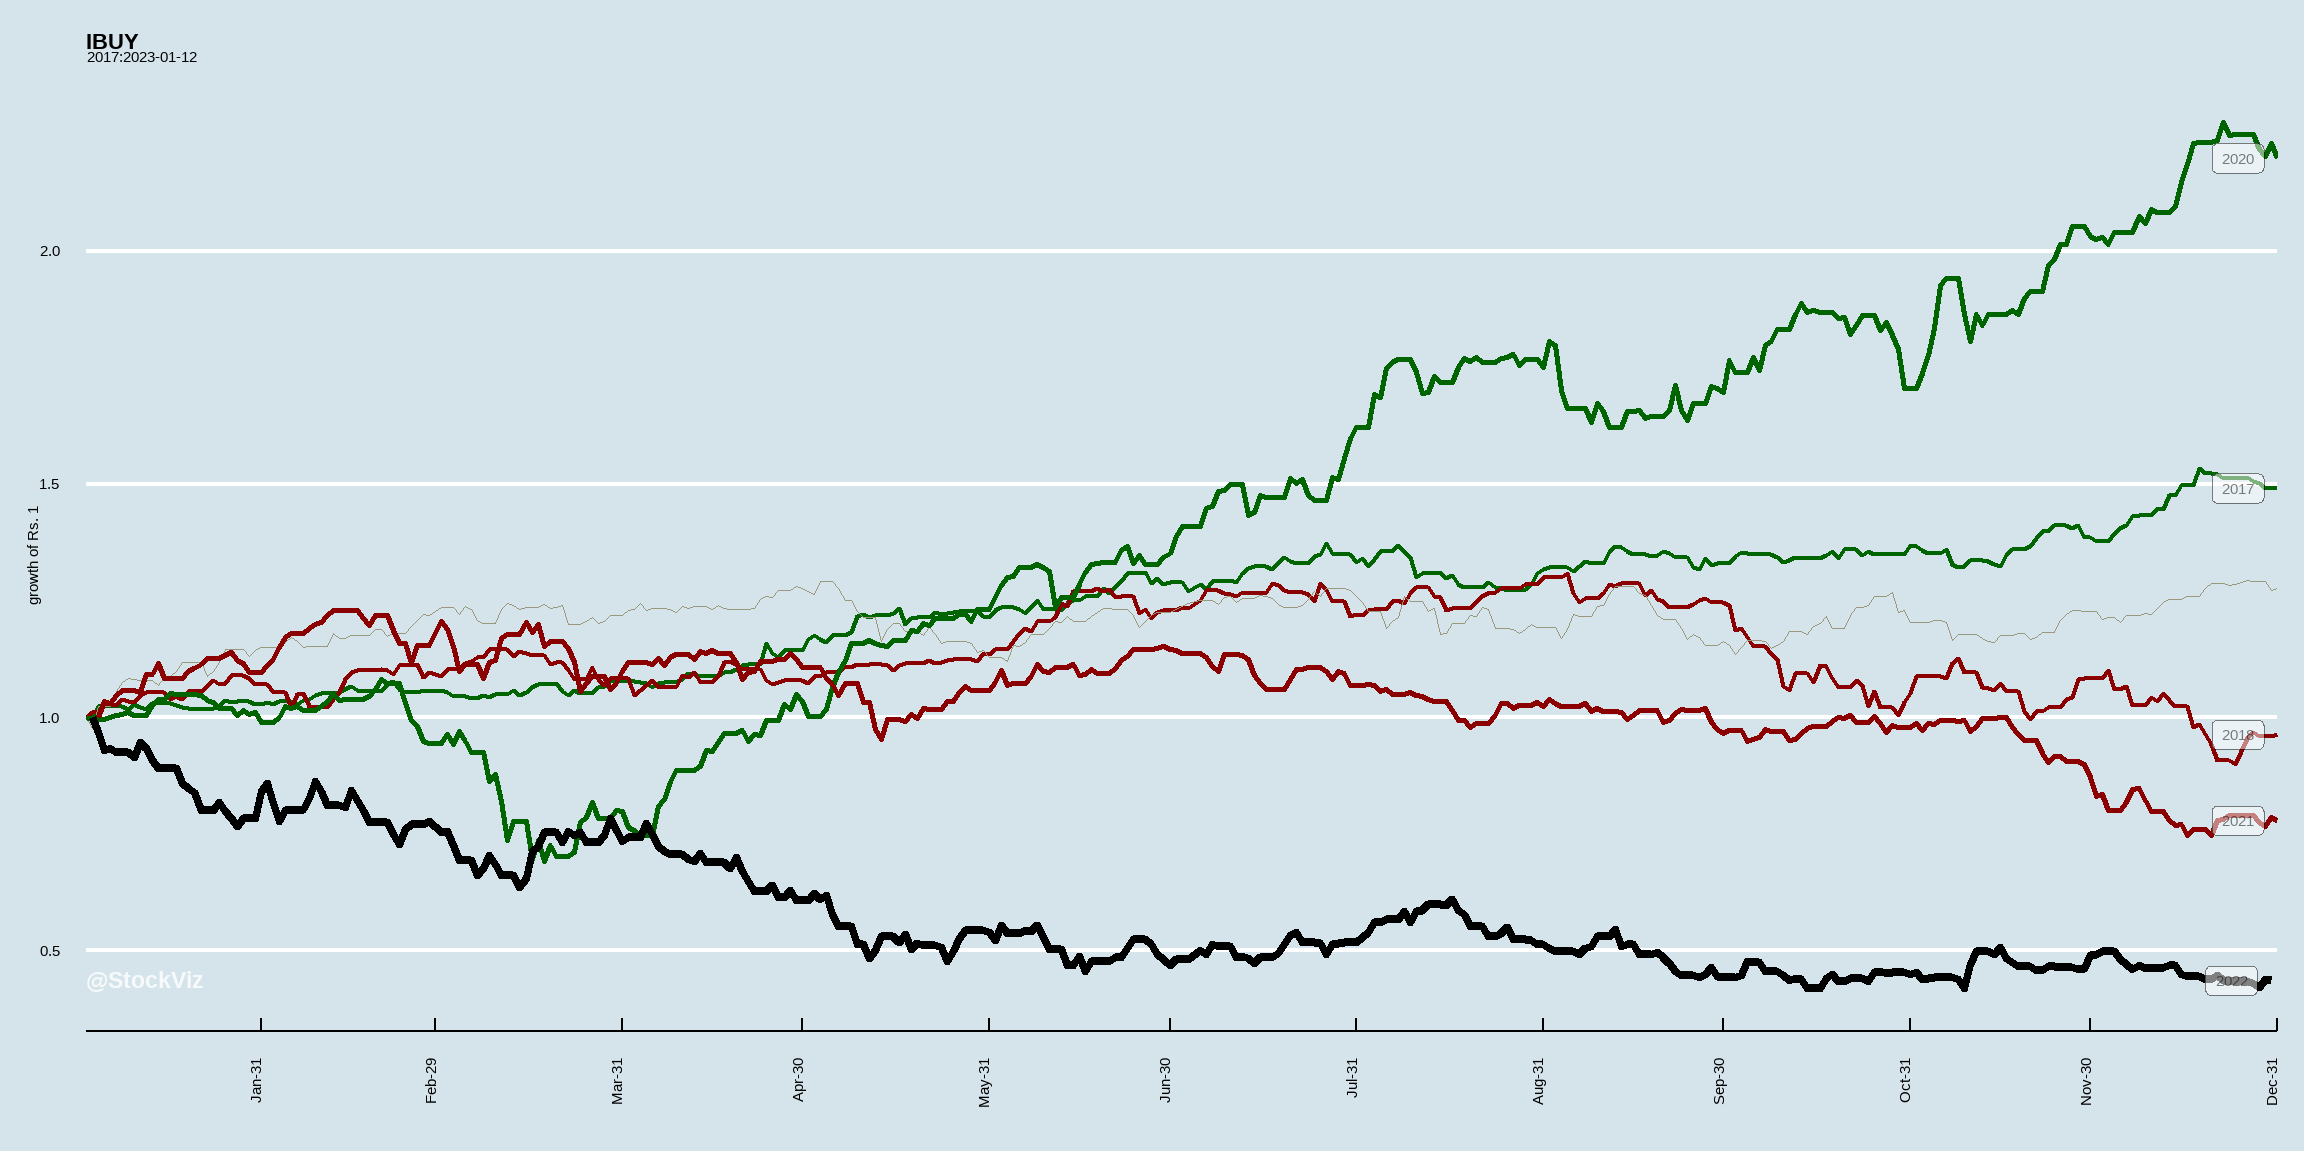 IBUY
2017:2023-01-12
2020
2.0
2017
1.5
growth of Rs. 1
1.0
2018
2021
0.5
@StockViz
2022
Jan-31
Feb-29
Mar-31
Apr-30
May-31
Jun-30
Jul-31
Aug-31
Sep-30
Oct-31
Nov-30
Dec-31